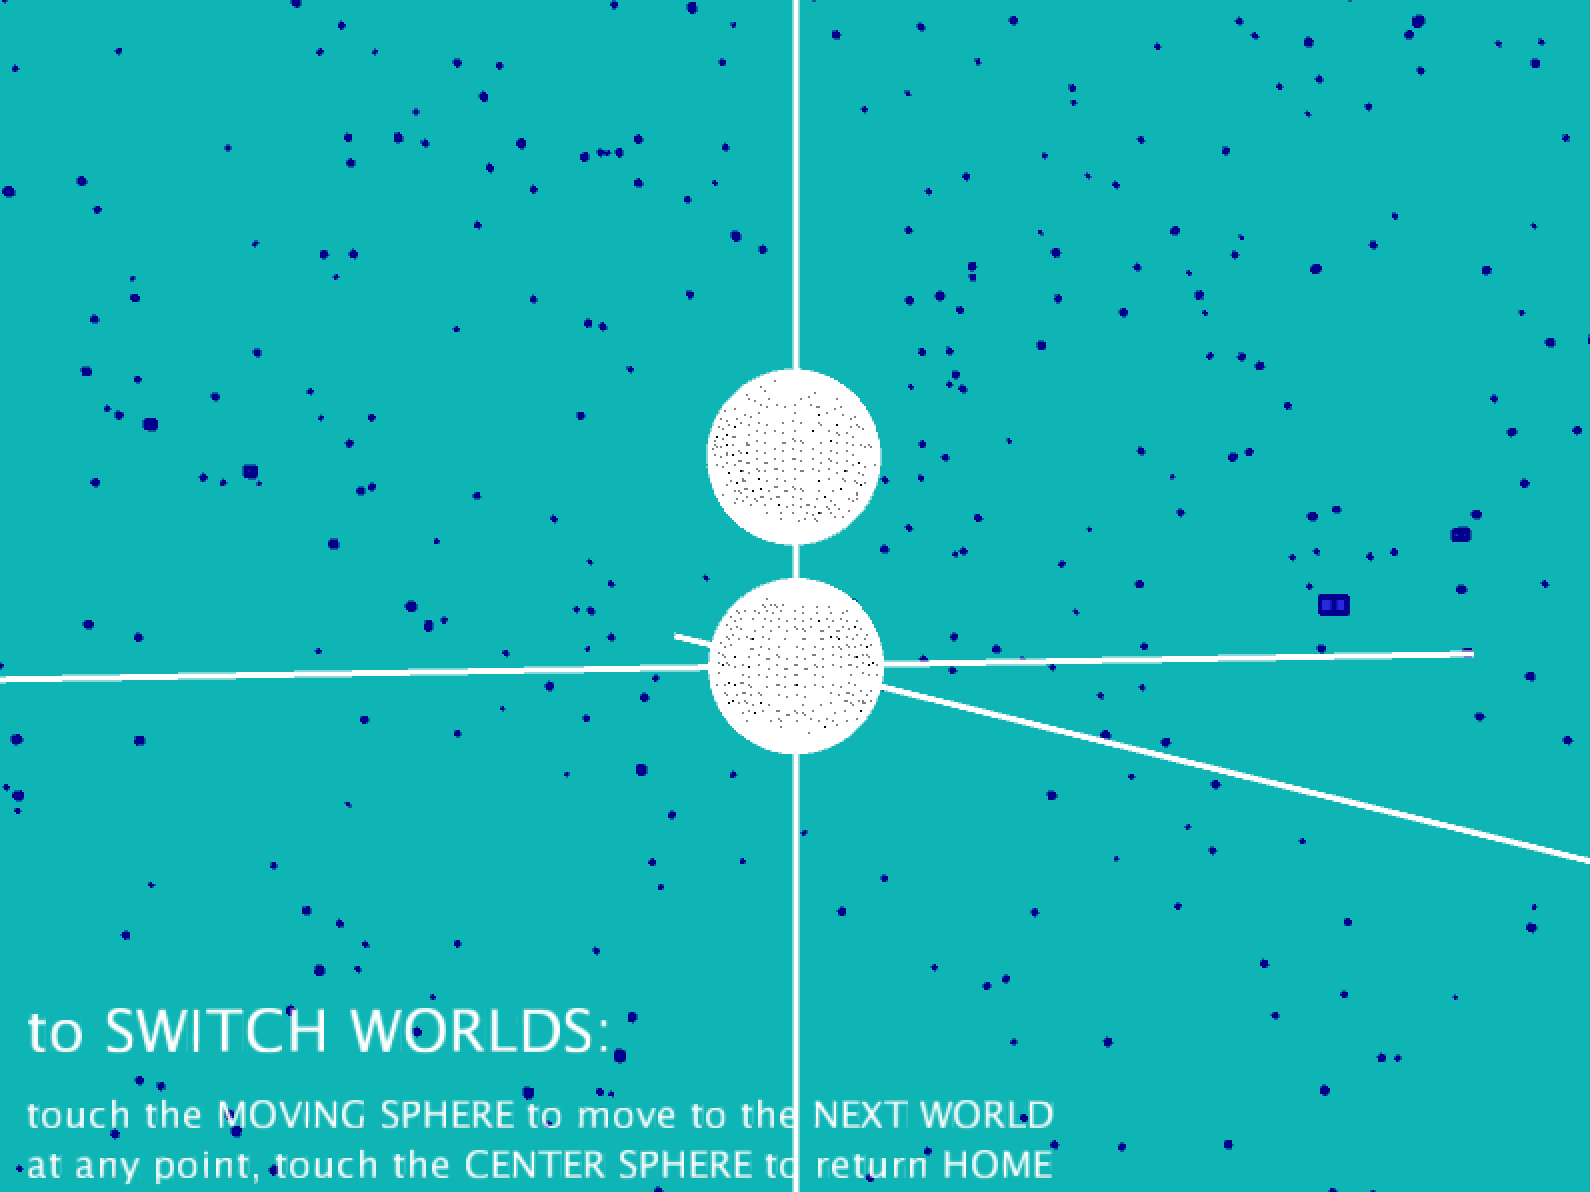 to SWITCH WORLDS:
touch the MOVING SPHERE to move to the NEXT WORLD
at any point, touch the CENTER SPHERE to return HOME